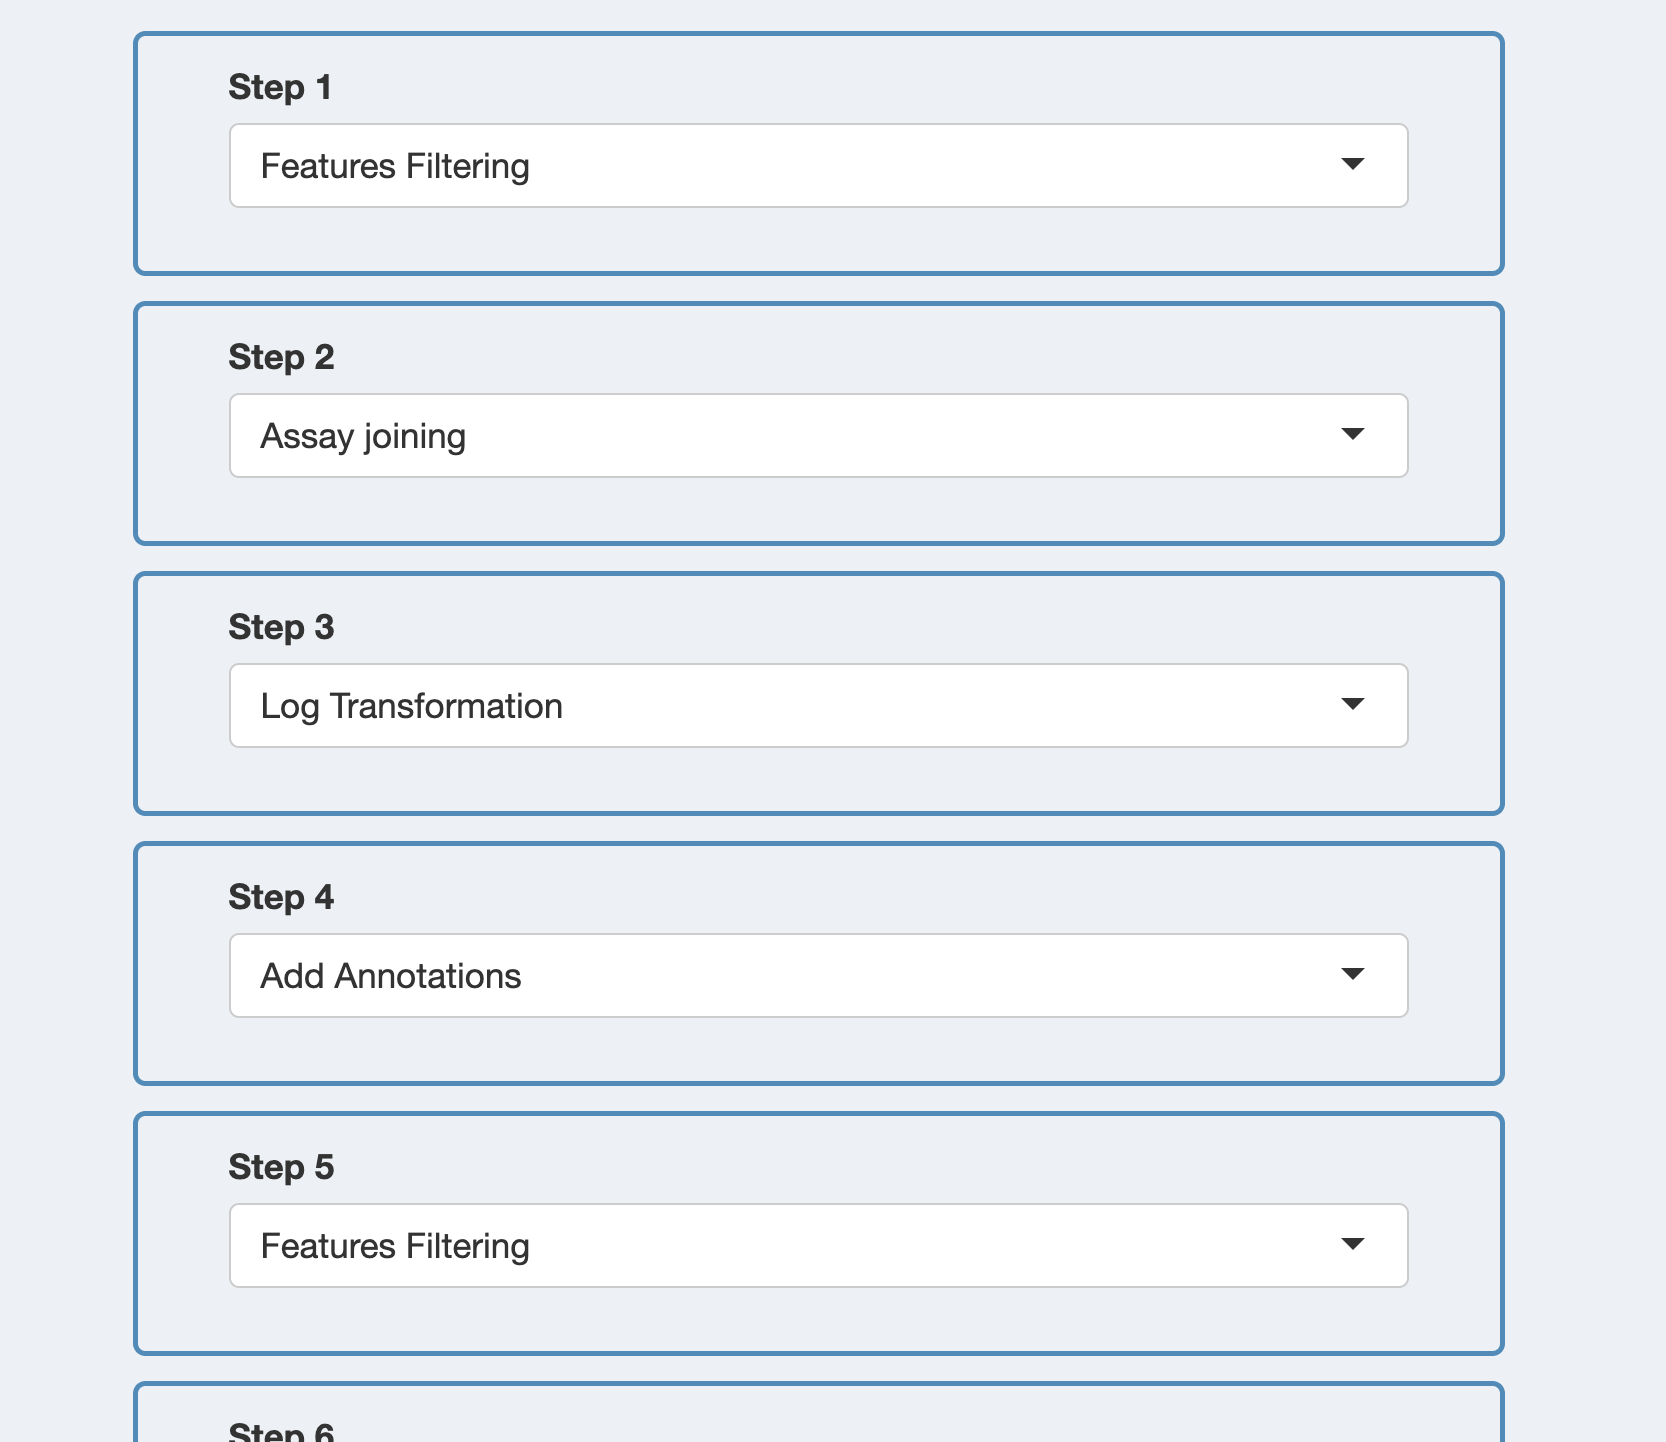 Step 1
Features Filtering
Step 2
Assay joining
Step 3
Log Transformation
Step 4
Add Annotations
Step 5
Features Filtering
Step 6